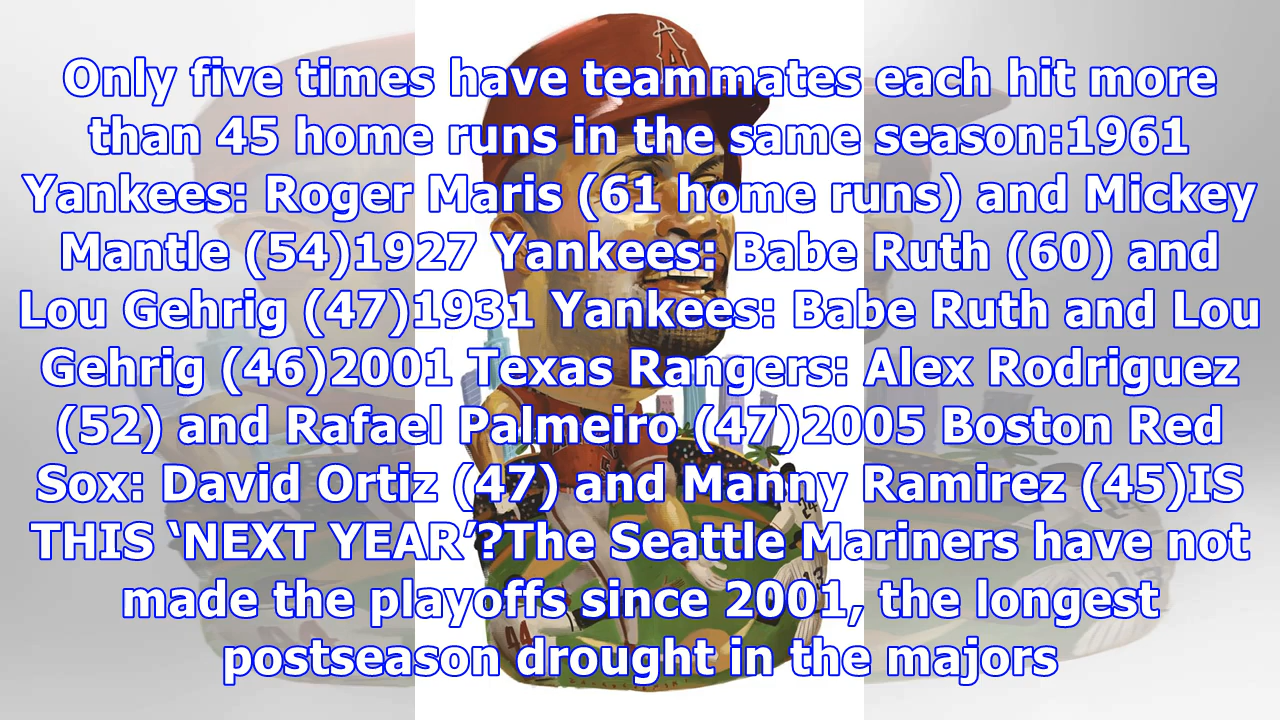 Only five times have teammates each hit more
than 45 home runs in the same season:1961
Yankees: Roger Maris (61 home runs) and Mickey
Mantle (54)1927 Yankees: Babe Ruth (60) and
Lou Gehrig (47)1931 Yankees: Babe Ruth and Lou
Gehrig (46)2001 Texas Rangers: Alex Rodriguez
(52) and Rafael Palmeiro (47)2005 Boston Red
Sox: David Ortiz (47) and Manny Ramirez (45)IS
THIS ‘NEXT YEAR’?The Seattle Mariners have not
made the playoffs since 2001, the longest
postseason drought in the majors
A
24
13
44